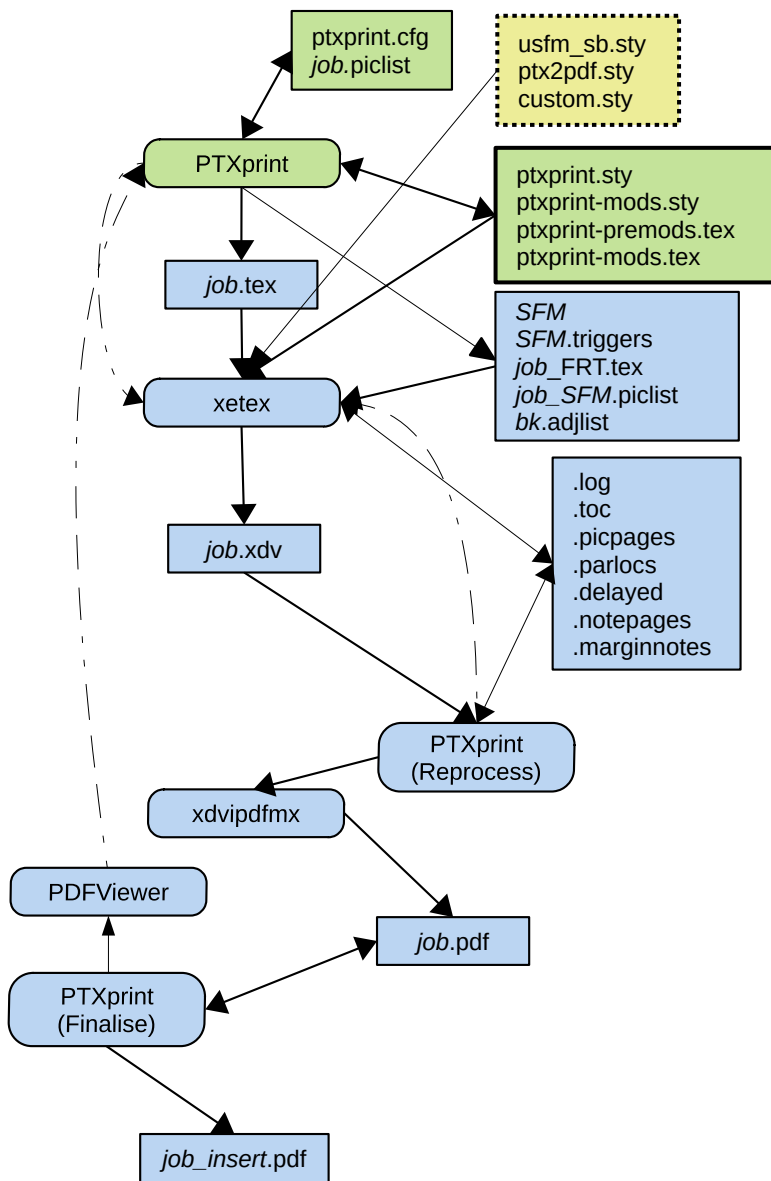 ptxprint.cfg
job.piclist
usfm_sb.sty
ptx2pdf.sty
custom.sty
PTXprint
ptxprint.sty
ptxprint-mods.sty
ptxprint-premods.tex
ptxprint-mods.tex
job.tex
SFM
SFM.triggers
job_FRT.tex
job_SFM.piclist
bk.adjlist
xetex
.log
.toc
.picpages
.parlocs
.delayed
.notepages
.marginnotes
job.xdv
PTXprint
(Reprocess)
xdvipdfmx
PDFViewer
job.pdf
PTXprint
(Finalise)
job_insert.pdf